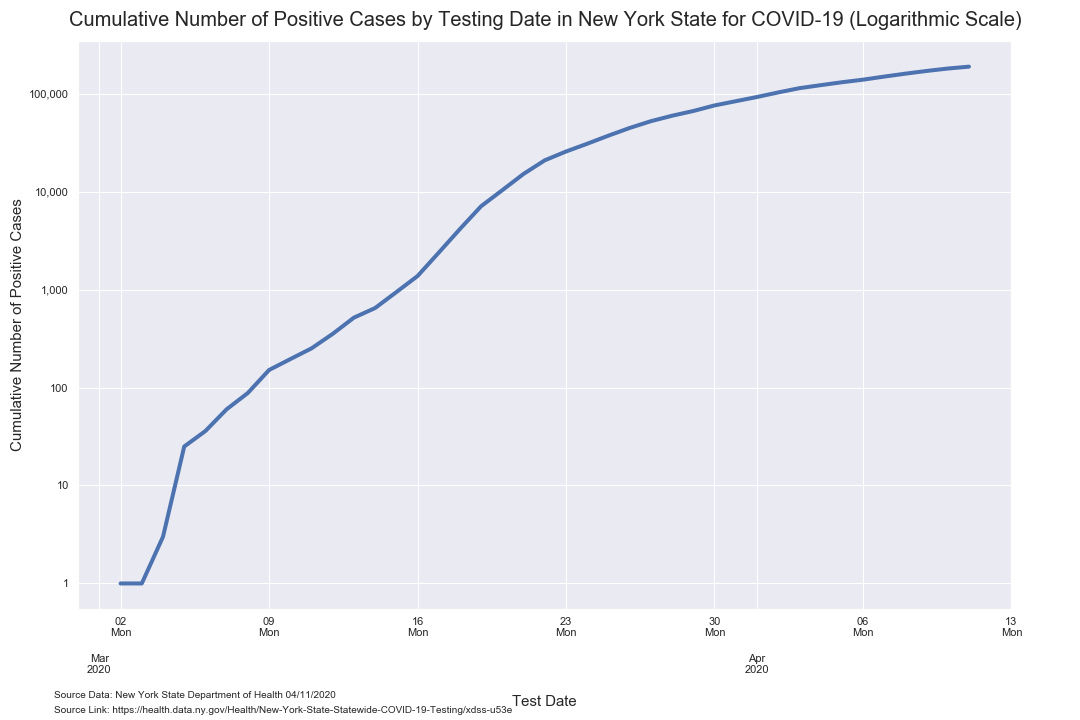 Cumulative Number of Positive Cases by Testing Date in New York State for COVID-19 (Logarithmic Scale)
Cumulative Number of Positive Cases
100,000
10,000
1,000
100
10
1
02 09 16 23 30 06 13
Mon Mon Mon Mon Mon Mon Mon
Mar Apr
2020 2020
Test Date
Source Data: New York State Department of Health 04/11/2020
Source Link: https://health.data.ny.gov/Health/New-York-State-Statewide-COVID-19-Testing/xdss-u53e